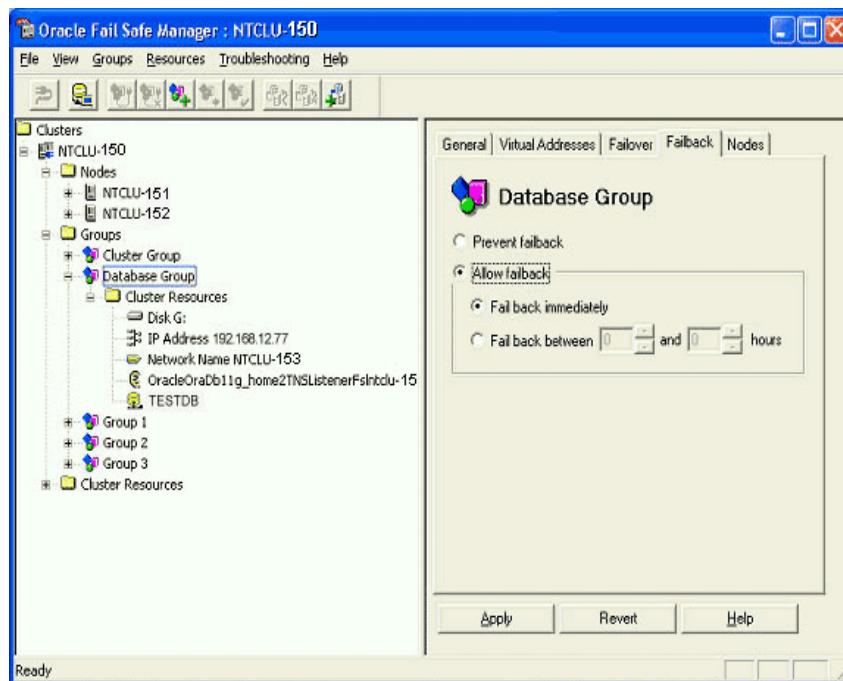 Oracle Fail Safe Manager : NTCLU-150
File View Groups Resources Troubleshooting Help
Clusters
NTCLU-150
Nodes
NTCLU-151
NTCLU-152
Groups
Cluster Group
Database Group
Cluster Resources
Disk G:
IP Address 192.168.12.77
Network Name NTCLU-153
OracleOraDb11g_home2TNSListenerFslntclu-15
TESTDB
Group 1
Group 2
Group 3
Cluster Resources
General Virtual Addresses Failover Failback Nodes
Database Group
Prevent failback
Allow failback
Fail back immediately
Fail back between 0 and 0 hours
Apply Revert Help
Ready